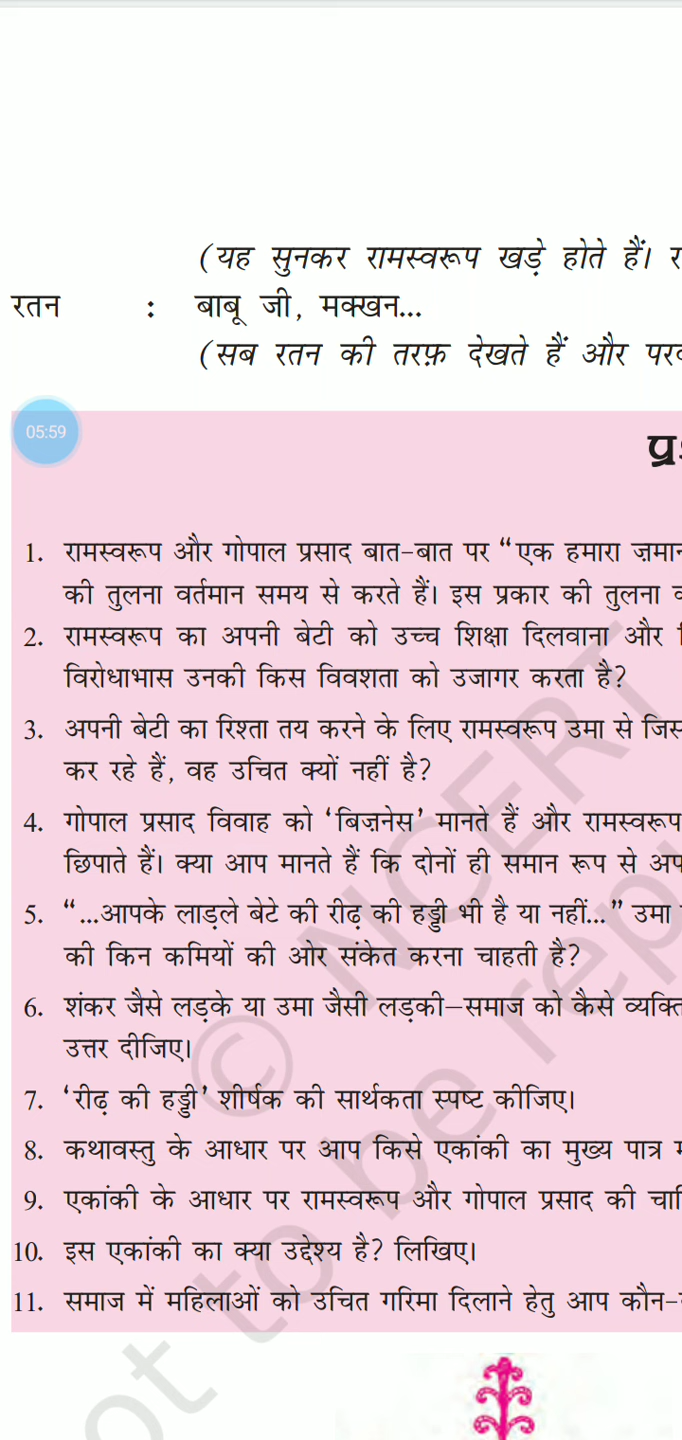 (यह सुनकर रामस्वरूप खड़े होते हैं।
रतन : बाबू जी, मक्खन...
(सब रतन की तरफ़ देखते हैं और
05:59
1. रामस्वरूप और गोपाल प्रसाद बात-बात पर “एक हमारा
की तुलना वर्तमान समय से करते हैं। इस प्रकार की तुलना
2. रामस्वरूप का अपनी बेटी को उच्च शिक्षा दिलवाना और
विरोधाभास उनकी किस विवशता को उजागर करता है?
3. अपनी बेटी का रिश्ता तय करने के लिए रामस्वरूप उमा से
कर रहे हैं, वह उचित क्यों नहीं है?
4. गोपाल प्रसाद विवाह को ‘बिज़नेस’ मानते हैं और रामस्वरूप
छिपाते हैं। क्या आप मानते हैं कि दोनों ही समान रूप से
5. “...आपके लाड़ले बेटे की रीढ़ की हड्डी भी है या नहीं...” उमा
की किन कमियों की ओर संकेत करना चाहती है?
6. शंकर जैसे लड़के या उमा जैसी लड़की–समाज को कैसे
उत्तर दीजिए।
7. ‘रीढ़ की हड्डी’ शीर्षक की सार्थकता स्पष्ट कीजिए।
8. कथावस्तु के आधार पर आप किसे एकांकी का मुख्य पात्र
9. एकांकी के आधार पर रामस्वरूप और गोपाल प्रसाद की
10. इस एकांकी का क्या उद्देश्य है? लिखिए।
11. समाज में महिलाओं को उचित गरिमा दिलाने हेतु आप
© NCERT
be